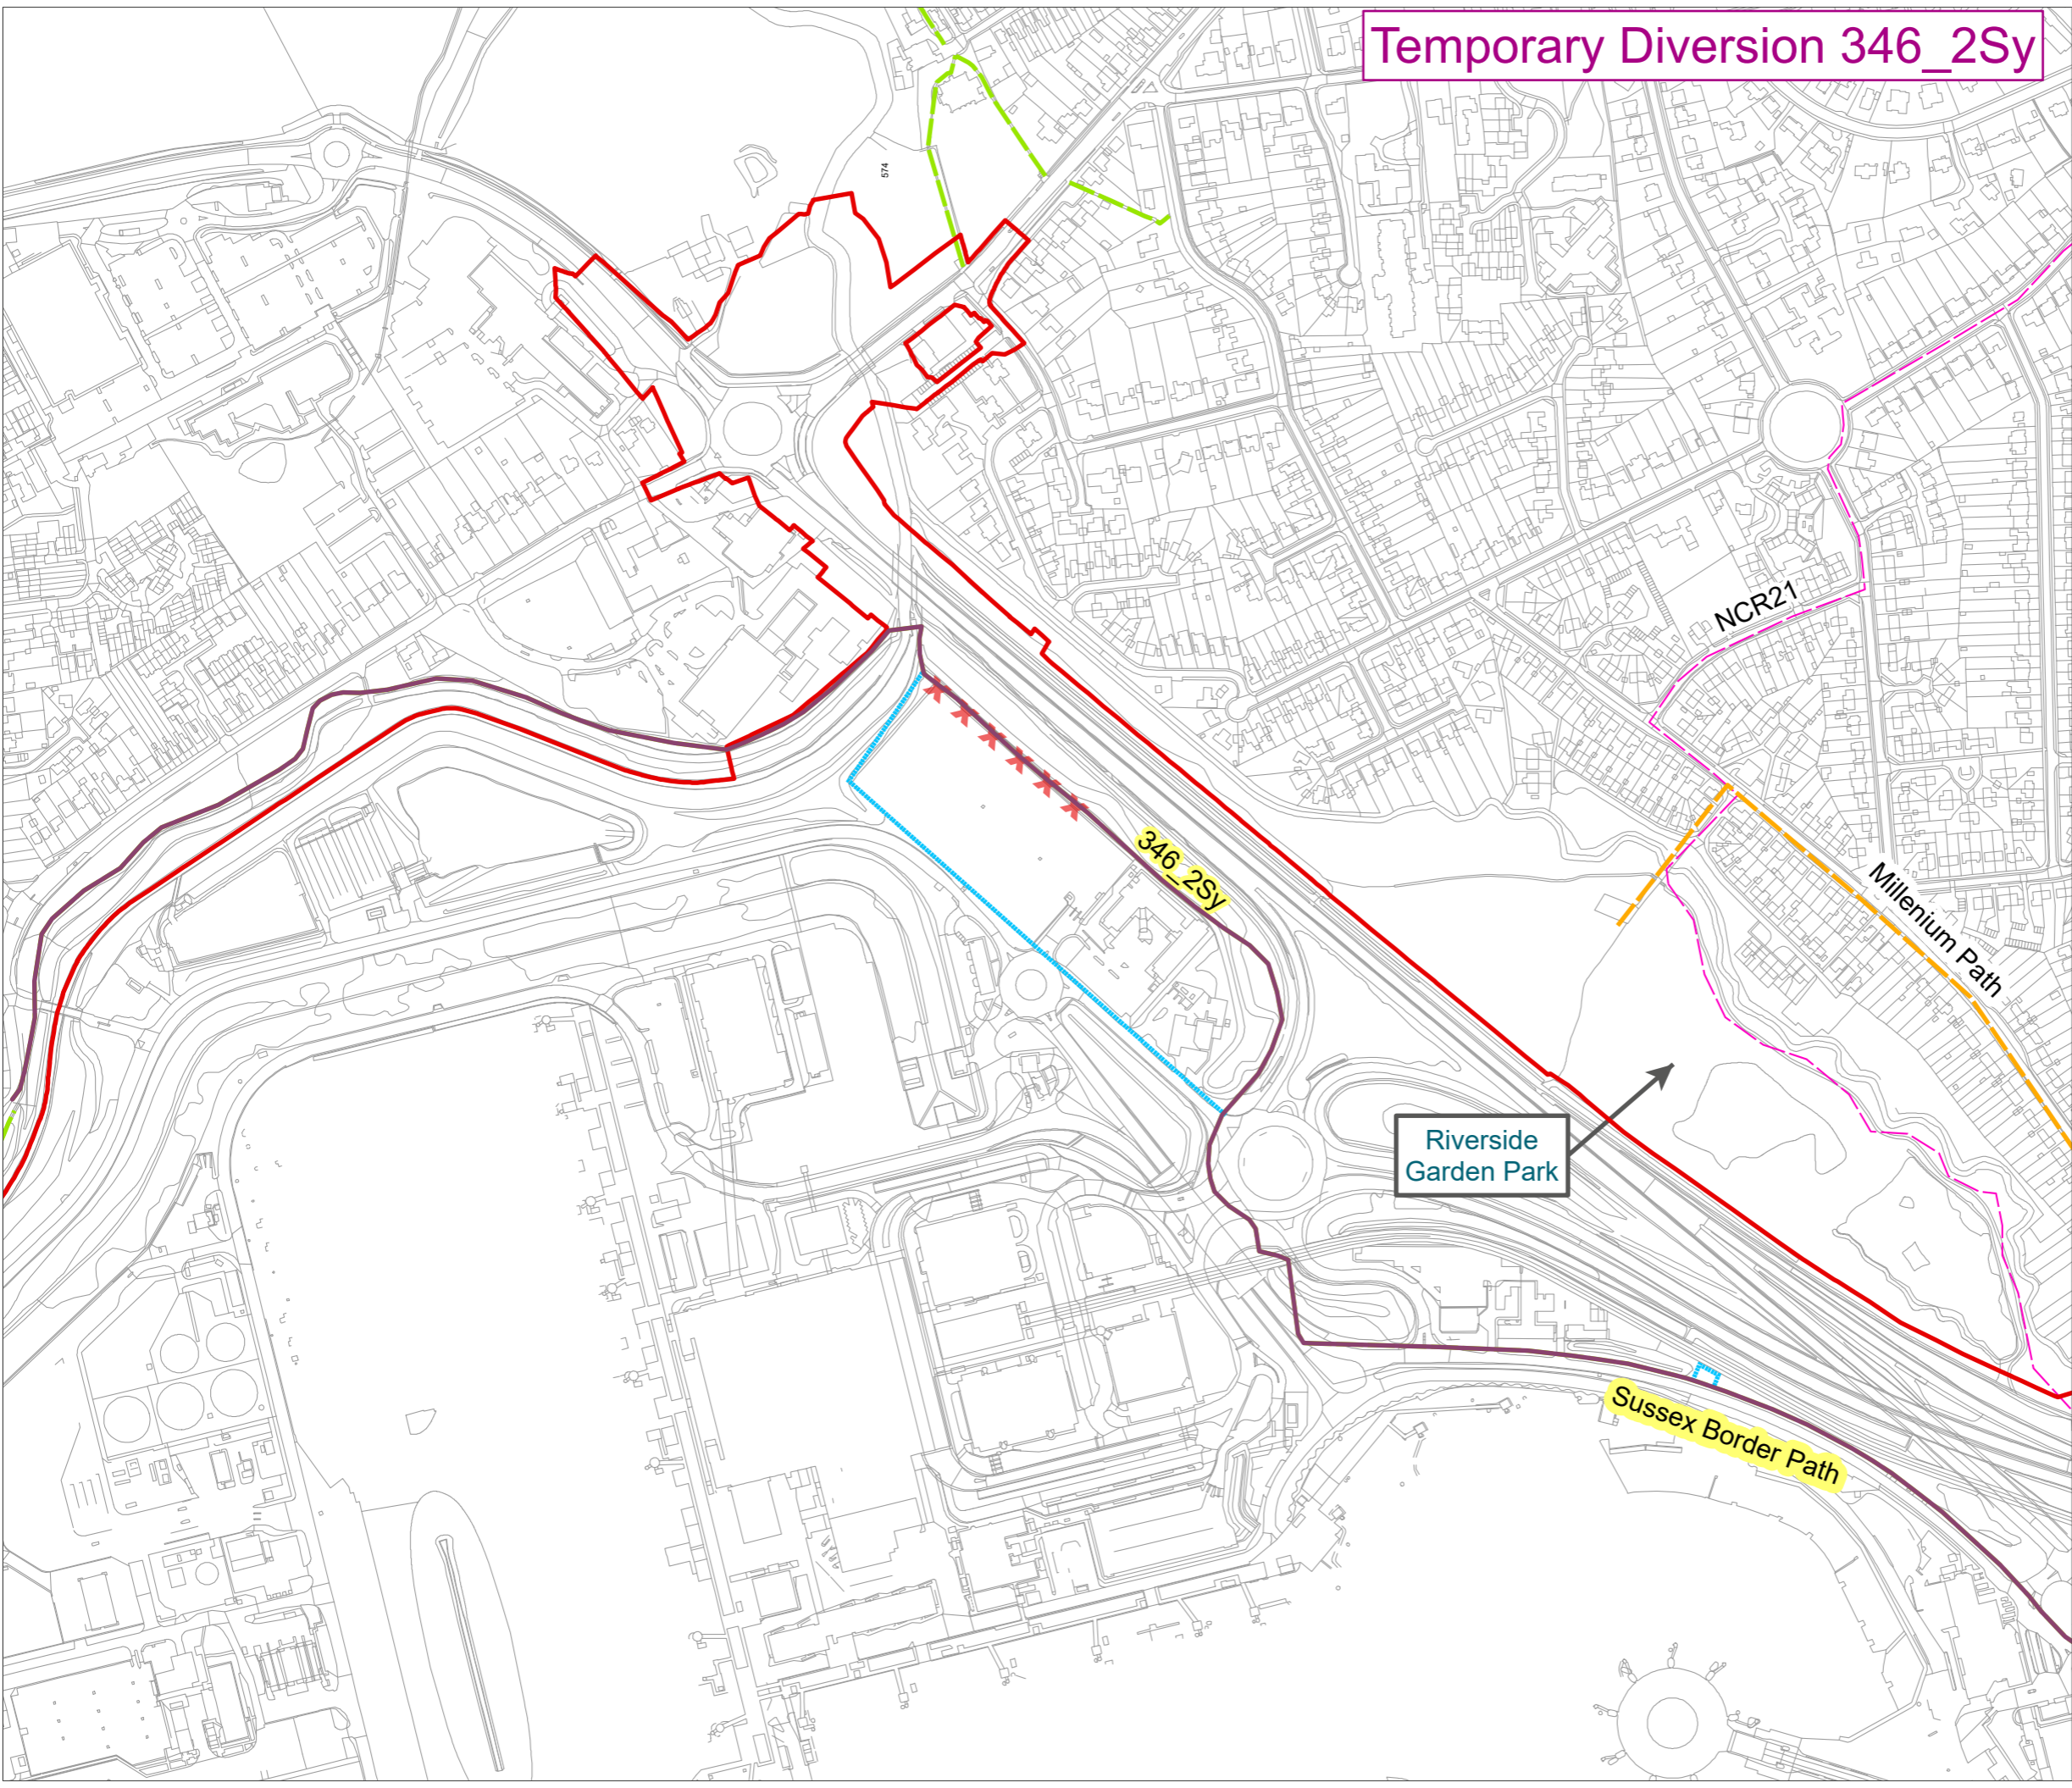 Temporary Diversion 346_2Sy
574
NCR21
346_2Sy
Millenium Path
Riverside
Garden Park
Sussex Border Path